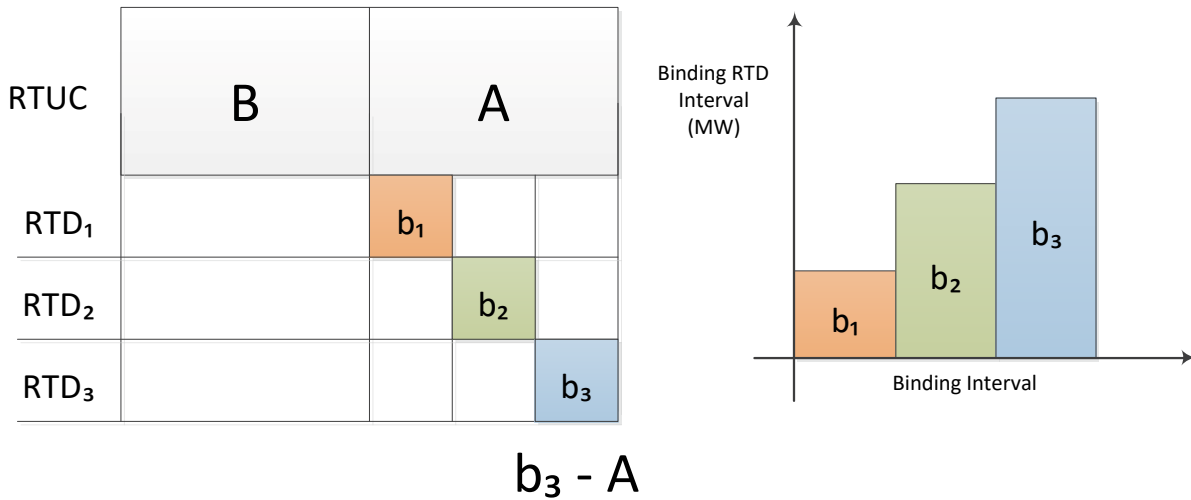 RTUC
B
A
RTD₁
b₁
RTD₂
b₂
RTD₃
b₃
Binding RTD
Interval
(MW)
b₁
b₂
b₃
Binding Interval
b₃ - A